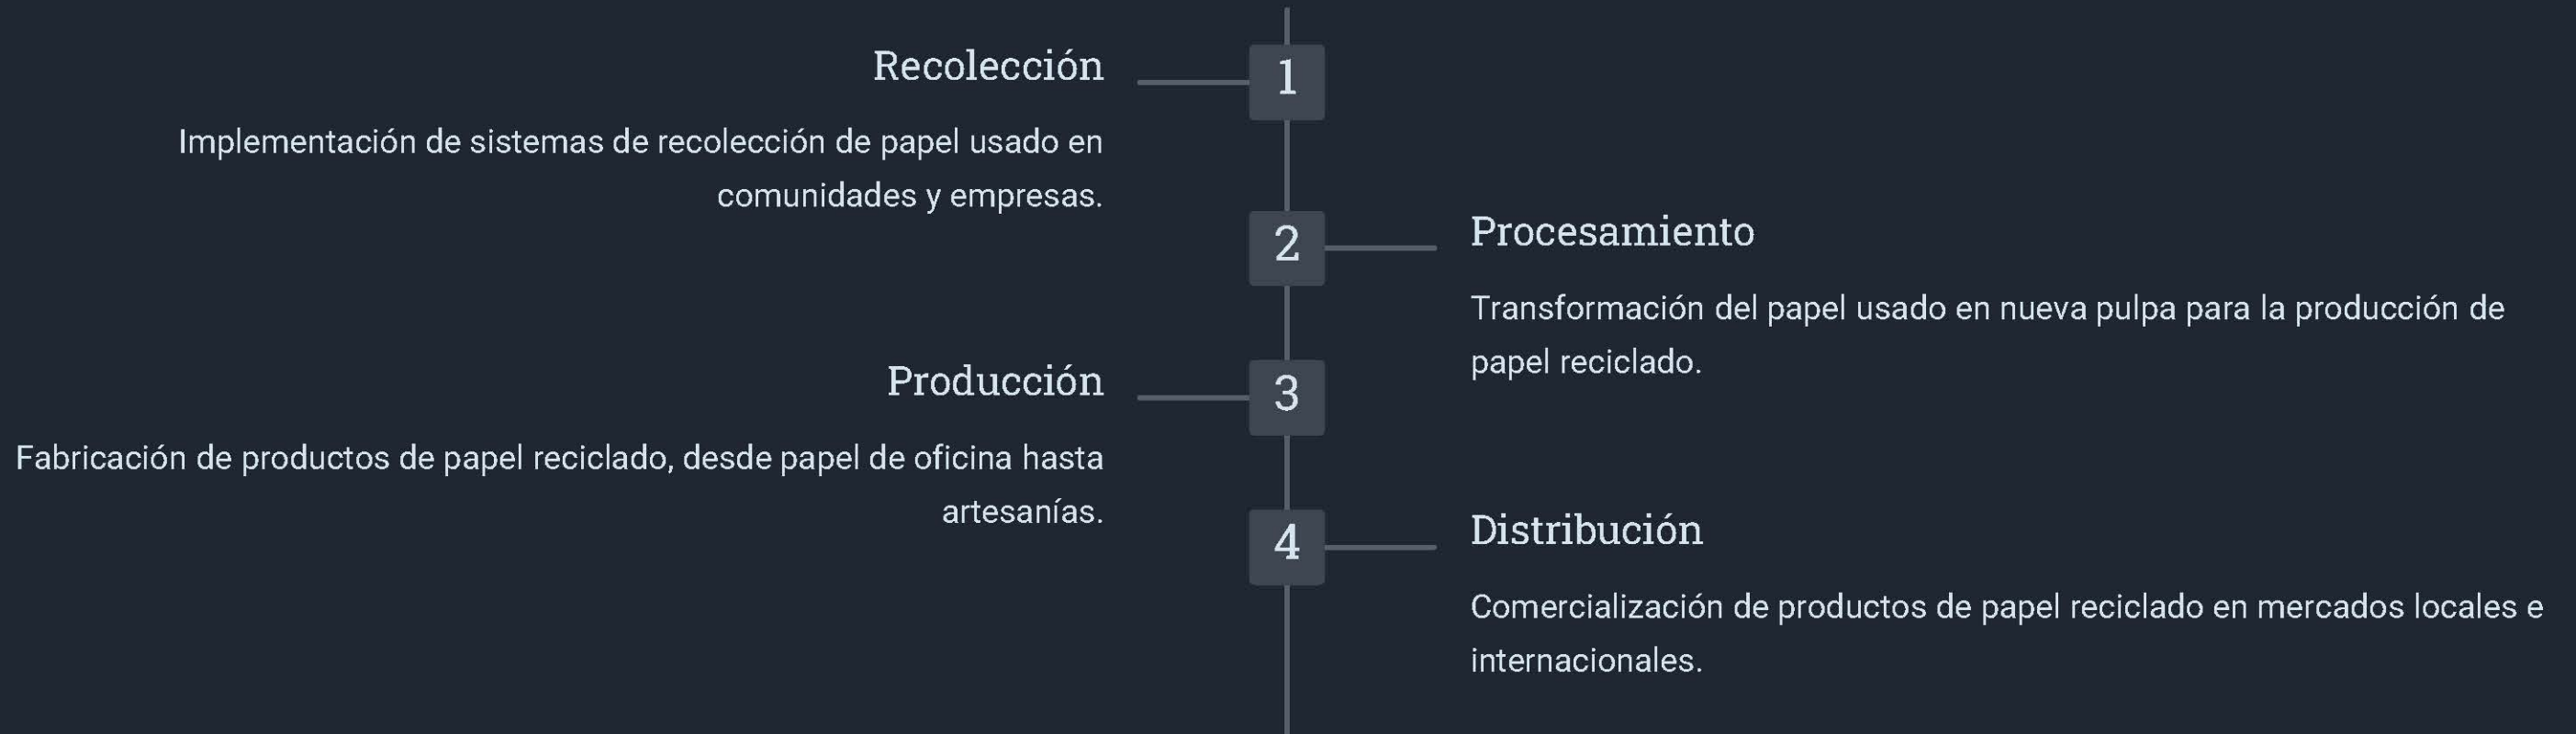 Recolección
1
Implementación de sistemas de recolección de papel usado en
comunidades y empresas.
2
Procesamiento
Transformación del papel usado en nueva pulpa para la producción de
papel reciclado.
Producción
3
Fabricación de productos de papel reciclado, desde papel de oficina hasta
artesanías.
4
Distribución
Comercialización de productos de papel reciclado en mercados locales e
internacionales.